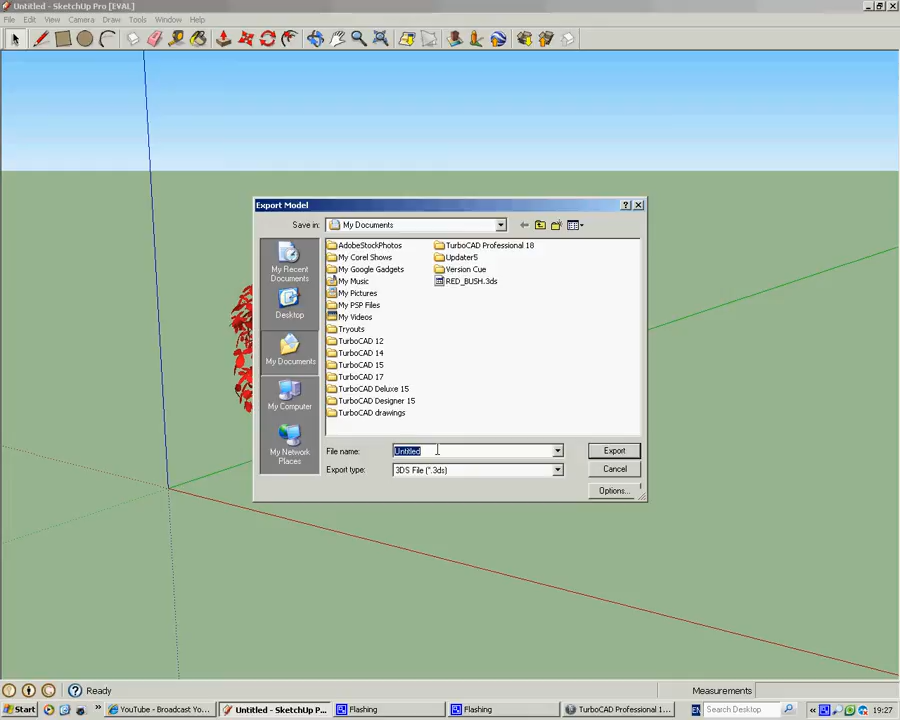 Untitled - SketchUp Pro [EVAL]
File Edit View Camera Draw Tools Window Help
Export Model
Save in: My Documents
My Recent
Documents
Desktop
My Documents
My Computer
My Network
Places
AdobeStockPhotos
My Corel Shows
My Google Gadgets
My Music
My Pictures
My PSP Files
My Videos
Tryouts
TurboCAD 12
TurboCAD 14
TurboCAD 15
TurboCAD 17
TurboCAD Deluxe 15
TurboCAD Designer 15
TurboCAD drawings
TurboCAD Professional 18
Updater5
Version Cue
RED_BUSH.3ds
File name: Untitled Export
Export type: 3DS File (*.3ds) Cancel
Options...
Ready Measurements
Start YouTube - Broadcast Yo... Untitled - SketchUp P... Flashing Flashing TurboCAD Professional 1... EN Search Desktop 19:27